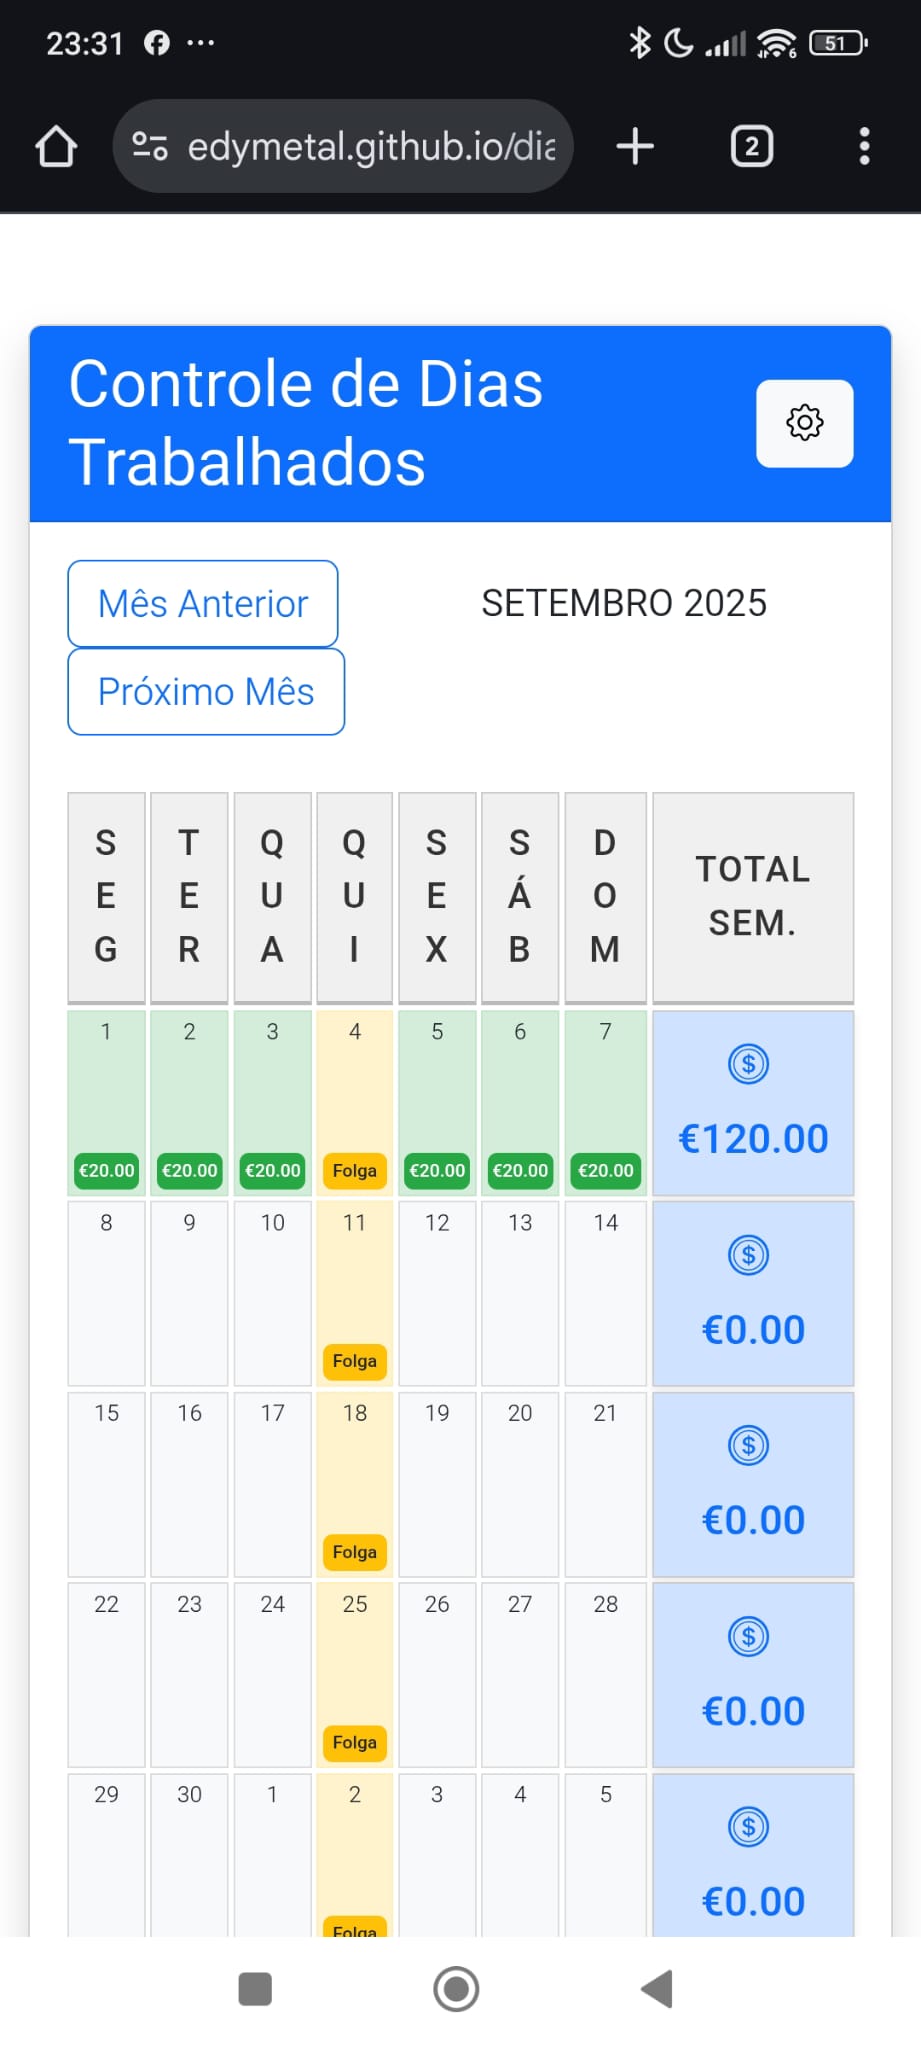 23:31
51
edymetal.github.io/dia
2
Controle de Dias
Trabalhados
Mês Anterior
SETEMBRO 2025
Próximo Mês
SEG TER QUA QUI SEX SÁB DOM TOTAL SEM.
1 2 3 4 5 6 7
€20.00 €20.00 €20.00 Folga €20.00 €20.00 €20.00 €120.00
8 9 10 11 12 13 14
Folga €0.00
15 16 17 18 19 20 21
Folga €0.00
22 23 24 25 26 27 28
Folga €0.00
29 30 1 2 3 4 5
Folga €0.00